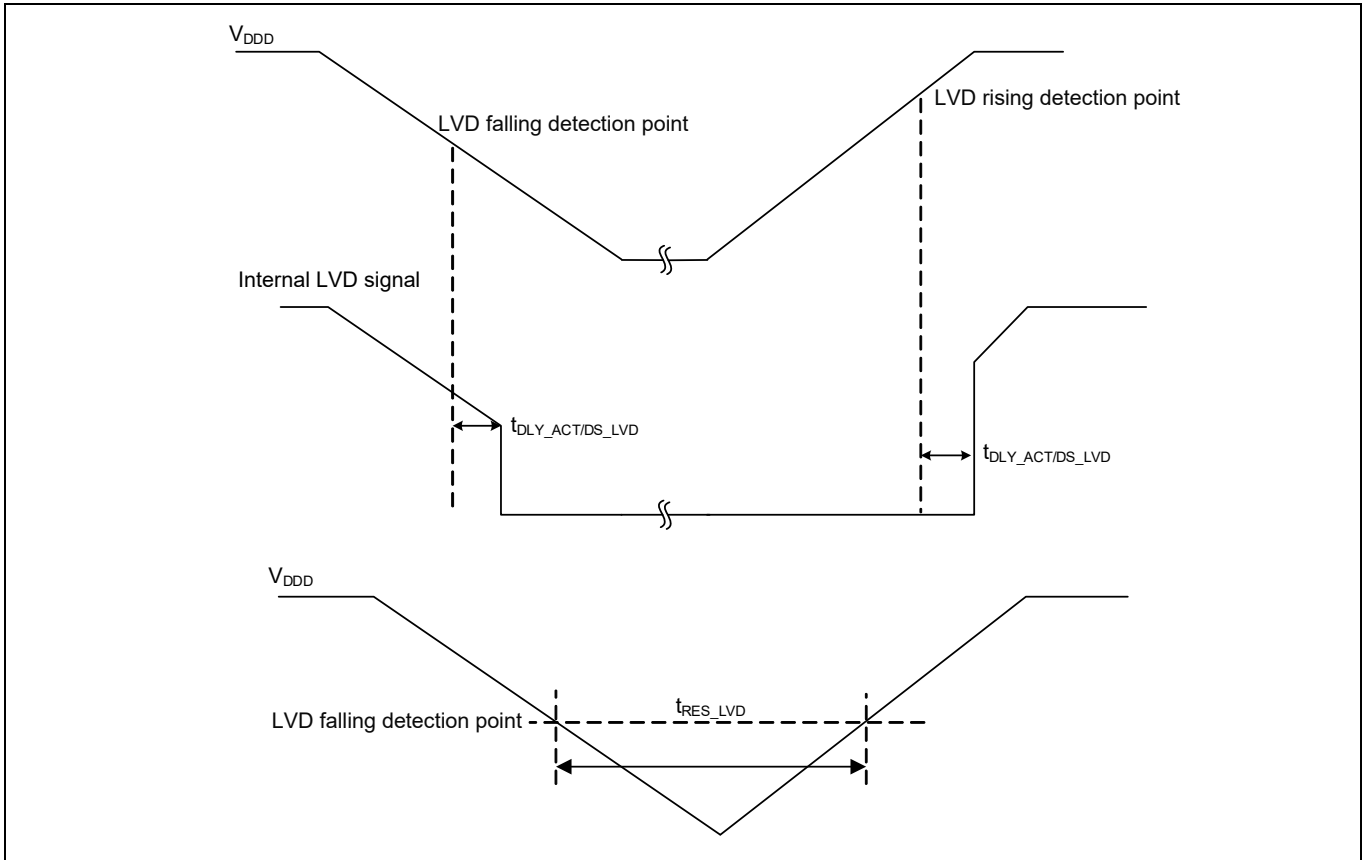 VDDD
LVD rising detection point
LVD falling detection point
Internal LVD signal
tDLY_ACT/DS_LVD
tDLY_ACT/DS_LVD
VDDD
tRES_LVD
LVD falling detection point